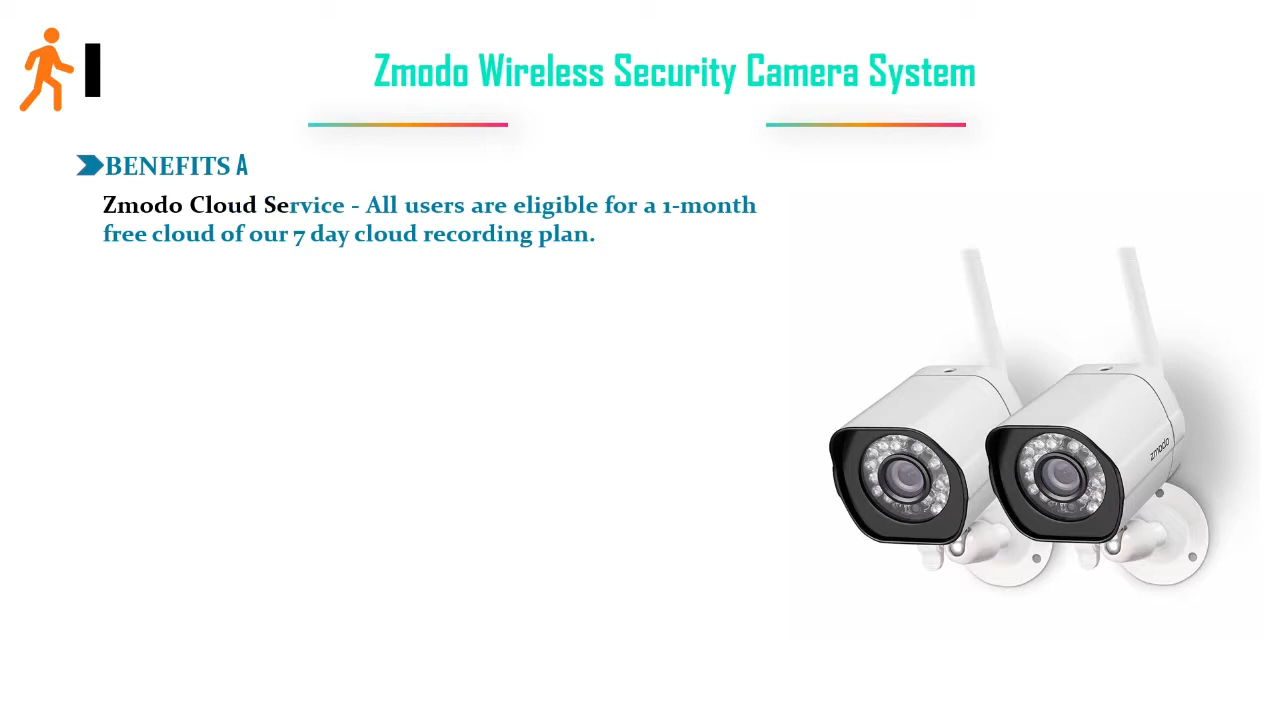 Zmodo Wireless Security Camera System
BENEFITS A
Zmodo Cloud Service - All users are eligible for a 1-month
free cloud of our 7 day cloud recording plan.
zmodo